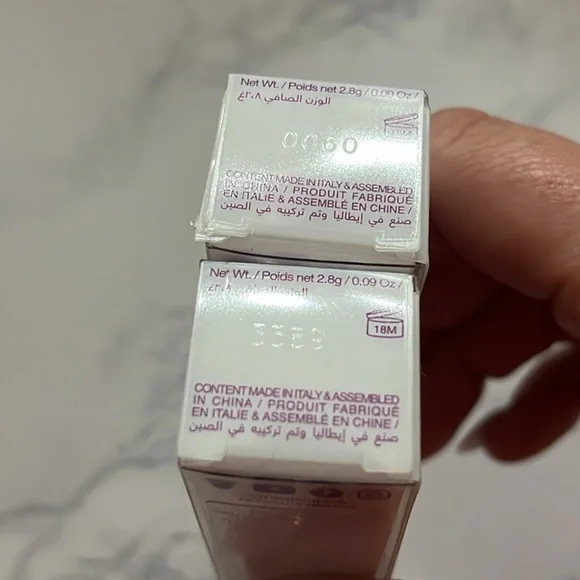 Net Wt. / Poids net 2.8g / 0.09 Oz /
الوزن الصافي ٢،٨غ
0060
CONTENT MADE IN ITALY & ASSEMBLED
IN CHINA / PRODUIT FABRIQUÉ
EN ITALIE & ASSEMBLÉ EN CHINE /
صنع في إيطاليا وتم تركيبه في الصين
Net Wt. / Poids net 2.8g / 0.09 Oz /
18M
CONTENT MADE IN ITALY & ASSEMBLED
IN CHINA / PRODUIT FABRIQUÉ
EN ITALIE & ASSEMBLÉ EN CHINE /
صنع في إيطاليا وتم تركيبه في الصين